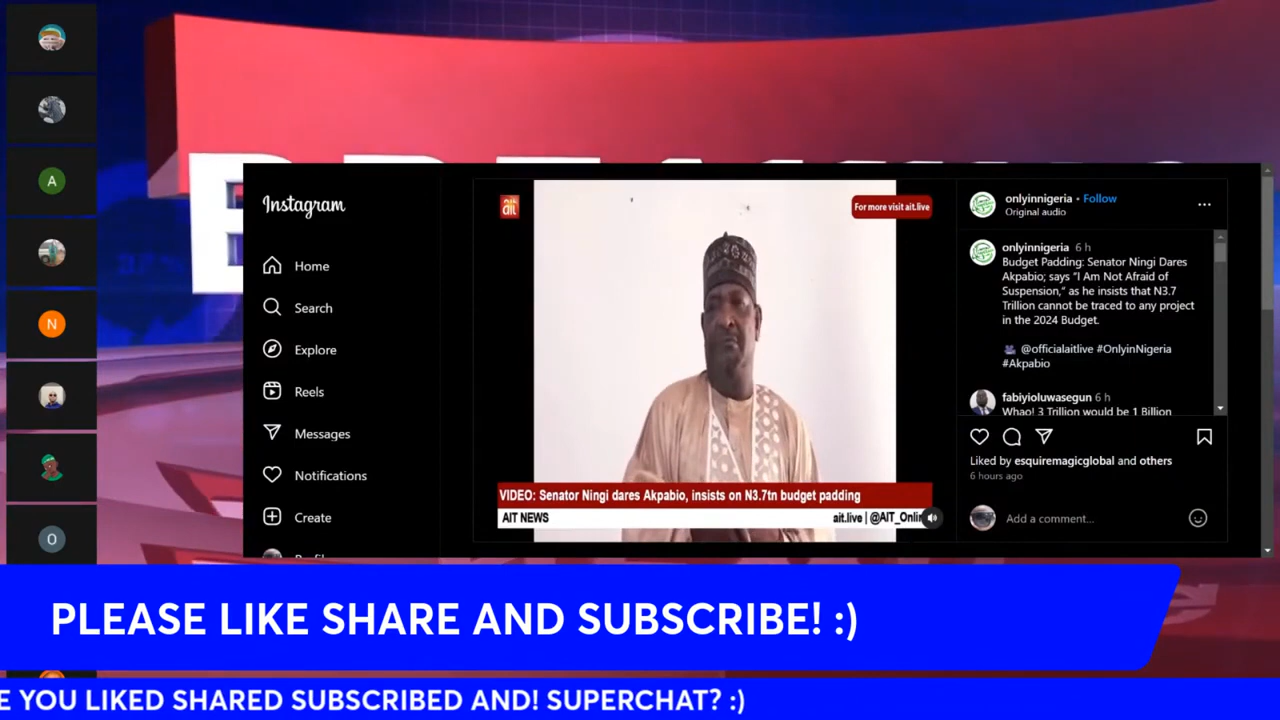 A
N
O
Instagram
Home
Search
Explore
Reels
Messages
Notifications
Create
ait
For more visit ait.live
VIDEO: Senator Ningi dares Akpabio, insists on N3.7tn budget padding
AIT NEWS
ait.live | @AIT_Onlin
onlyinnigeria • Follow
Original audio
onlyinnigeria 6 h
Budget Padding: Senator Ningi Dares
Akpabio; says "I Am Not Afraid of
Suspension," as he insists that N3.7
Trillion cannot be traced to any project
in the 2024 Budget.
@officialaitlive #OnlyinNigeria
#Akpabio
fabiyioluwasegun 6 h
Whao! 3 Trillion would be 1 Billion
Liked by esquiremagicglobal and others
6 hours ago
Add a comment...
PLEASE LIKE SHARE AND SUBSCRIBE! :)
E YOU LIKED SHARED SUBSCRIBED AND! SUPERCHAT? :)